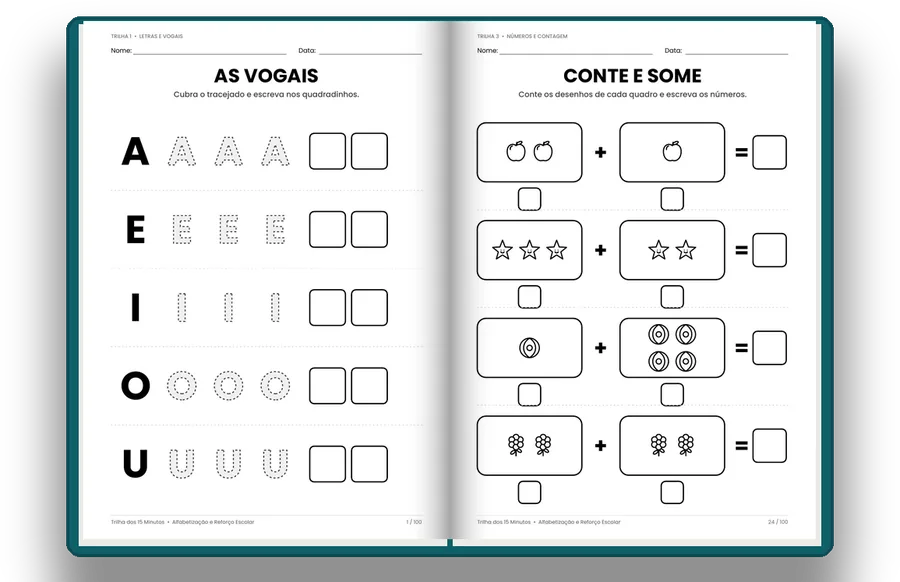 TRILHA 1 • LETRAS E VOGAIS
Nome: Data:
AS VOGAIS
Cubra o tracejado e escreva nos quadradinhos.
A A A A
E E E E
I I I I
O O O O
U U U U
Trilha dos 15 Minutos • Alfabetização e Reforço Escolar 1 / 100
TRILHA 3 • NÚMEROS E CONTAGEM
Nome: Data:
CONTE E SOME
Conte os desenhos de cada quadro e escreva os números.
+ =
+ =
+ =
+ =
Trilha dos 15 Minutos • Alfabetização e Reforço Escolar 24 / 100